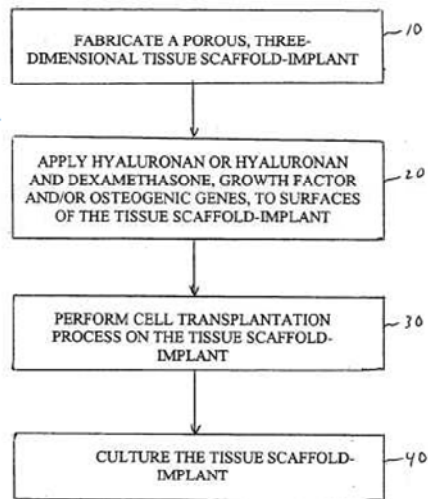 FABRICATE A POROUS, THREE-
DIMENSIONAL TISSUE SCAFFOLD-IMPLANT
10
APPLY HYALURONAN OR HYALURONAN
AND DEXAMETHASONE, GROWTH FACTOR
AND/OR OSTEOGENIC GENES, TO SURFACES
OF THE TISSUE SCAFFOLD-IMPLANT
20
PERFORM CELL TRANSPLANTATION
PROCESS ON THE TISSUE SCAFFOLD-
IMPLANT
30
CULTURE THE TISSUE SCAFFOLD-
IMPLANT
40